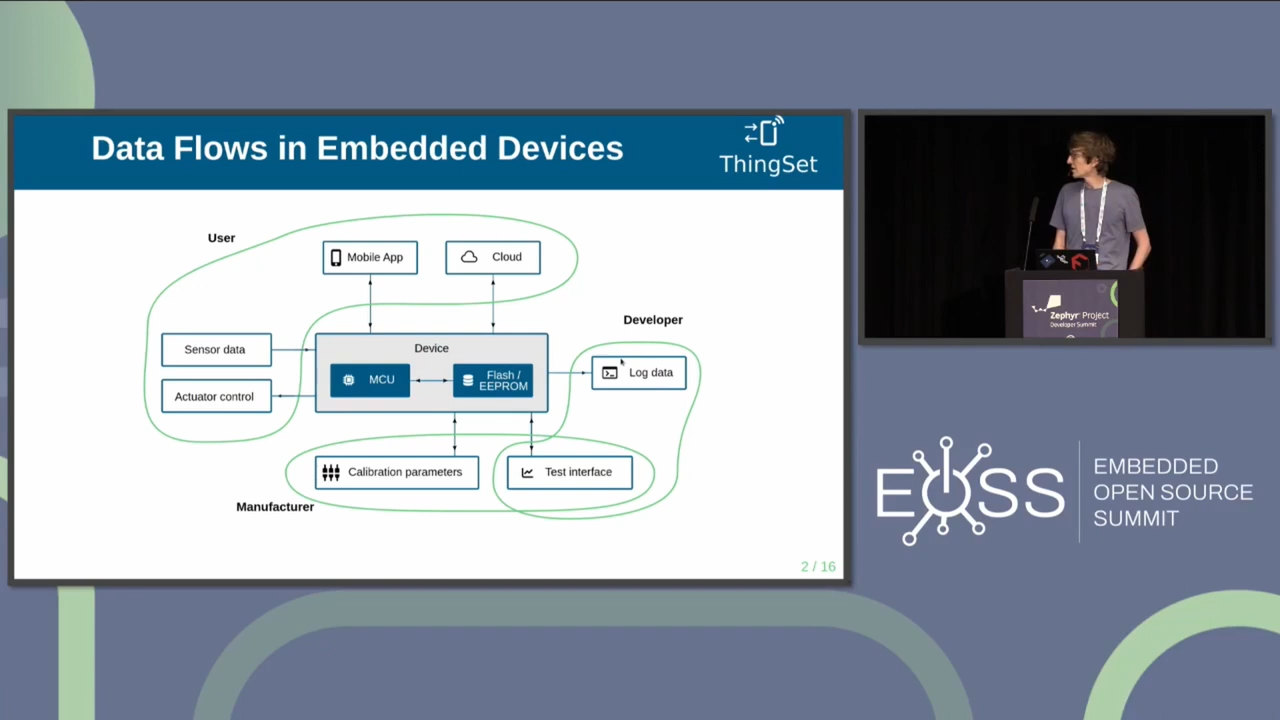 Data Flows in Embedded Devices
ThingSet
User
Mobile App
Cloud
Developer
Sensor data
Device
Log data
MCU
Flash /
EEPROM
Actuator control
Calibration parameters
Test interface
Manufacturer
2 / 16
Zephyr Project
Developer Summit
EOSS
EMBEDDED
OPEN SOURCE
SUMMIT